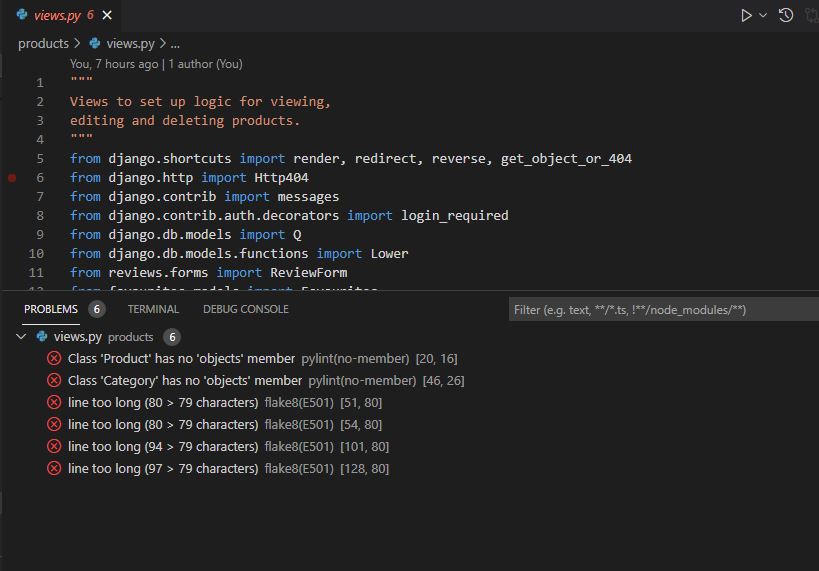 views.py 6
products > views.py > ...
You, 7 hours ago | 1 author (You)
1 """
2 Views to set up logic for viewing,
3 editing and deleting products.
4 """
5 from django.shortcuts import render, redirect, reverse, get_object_or_404
6 from django.http import Http404
7 from django.contrib import messages
8 from django.contrib.auth.decorators import login_required
9 from django.db.models import Q
10 from django.db.models.functions import Lower
11 from reviews.forms import ReviewForm
12 from favourites.models import Favourites
PROBLEMS 6 TERMINAL DEBUG CONSOLE Filter (e.g. text, **/*.ts, !**/node_modules/**)
views.py products 6
Class 'Product' has no 'objects' member pylint(no-member) [20, 16]
Class 'Category' has no 'objects' member pylint(no-member) [46, 26]
line too long (80 > 79 characters) flake8(E501) [51, 80]
line too long (80 > 79 characters) flake8(E501) [54, 80]
line too long (94 > 79 characters) flake8(E501) [101, 80]
line too long (97 > 79 characters) flake8(E501) [128, 80]